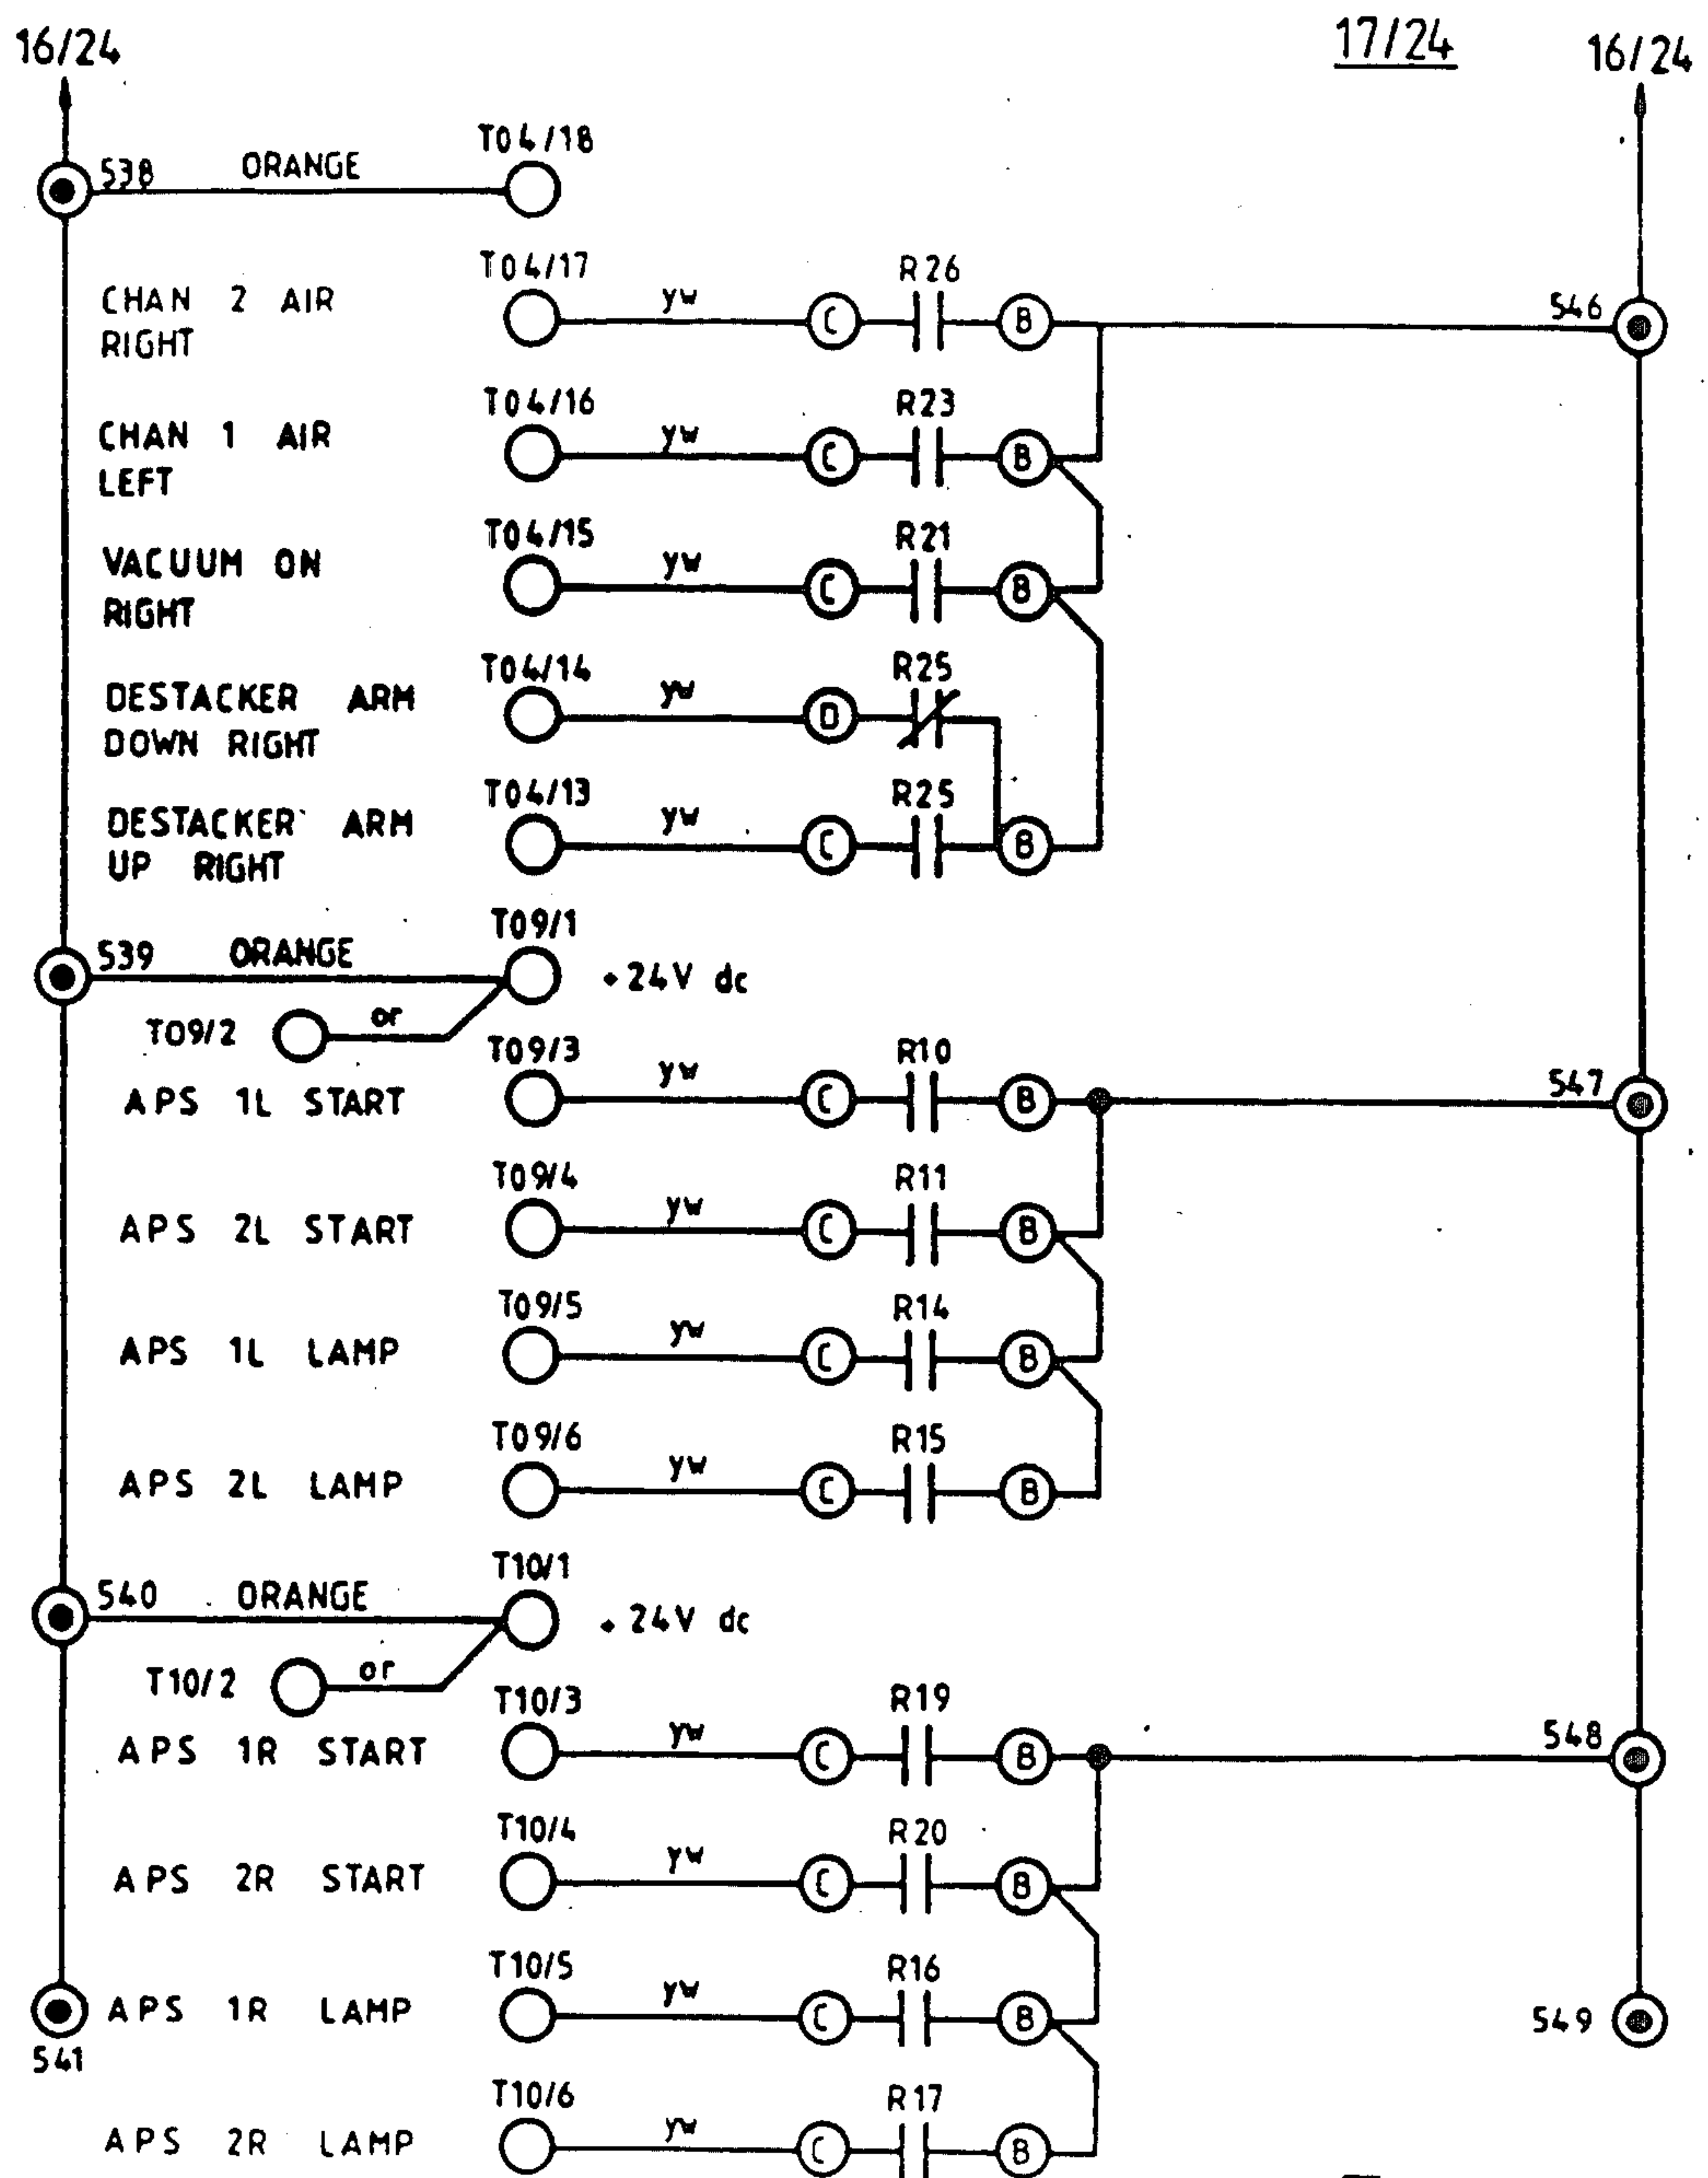 16/24 17/24 16/24
538 ORANGE T04/18
CHAN 2 AIR
RIGHT
T04/17 yw C R26 B 546
CHAN 1 AIR
LEFT
T04/16 yw C R23 B
VACUUM ON
RIGHT
T04/15 yw C R21 B
DESTACKER ARM
DOWN RIGHT
T04/14 yw D R25
DESTACKER ARM
UP RIGHT
T04/13 yw C R25 B
539 ORANGE T09/1 +24V dc
T09/2 or
APS 1L START T09/3 yw C R10 B 547
APS 2L START T09/4 yw C R11 B
APS 1L LAMP T09/5 yw C R14 B
APS 2L LAMP T09/6 yw C R15 B
540 ORANGE T10/1 +24V dc
T10/2 or
APS 1R START T10/3 yw C R19 B 548
APS 2R START T10/4 yw C R20 B
541 APS 1R LAMP T10/5 yw C R16 B 549
APS 2R LAMP T10/6 yw C R17 B